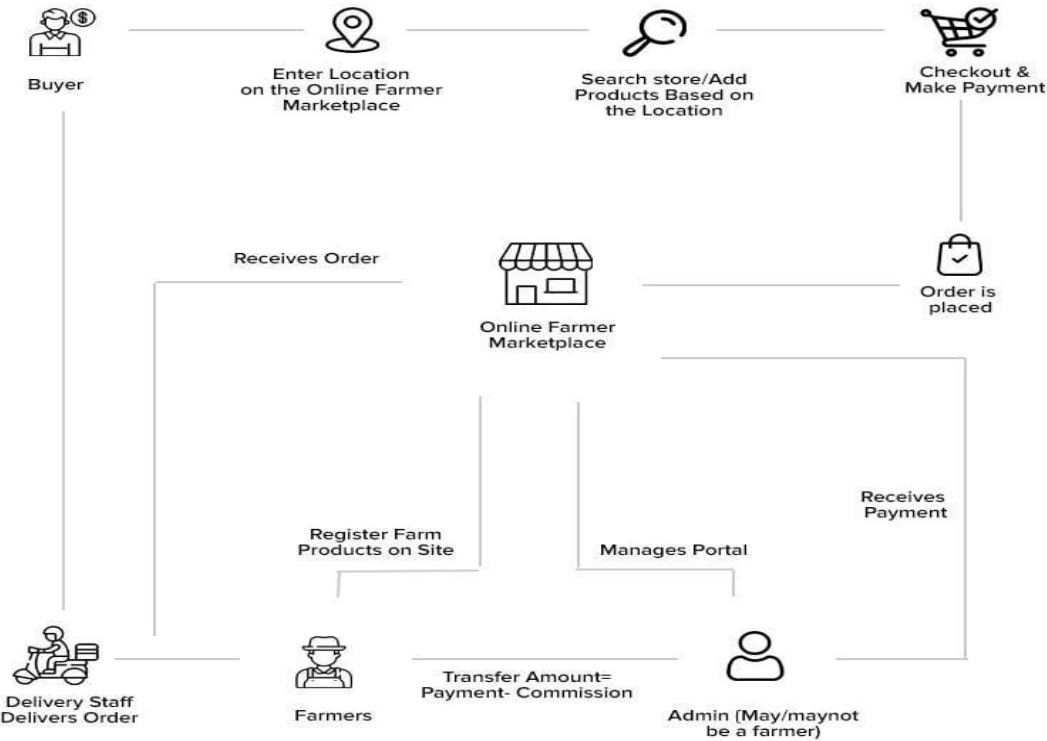 $
Buyer
Enter Location
on the Online Farmer
Marketplace
Search store/Add
Products Based on
the Location
Checkout &
Make Payment
Receives Order
Online Farmer
Marketplace
Order is
placed
Receives
Payment
Register Farm
Products on Site
Manages Portal
Delivery Staff
Delivers Order
Farmers
Transfer Amount=
Payment- Commission
Admin (May/maynot
be a farmer)